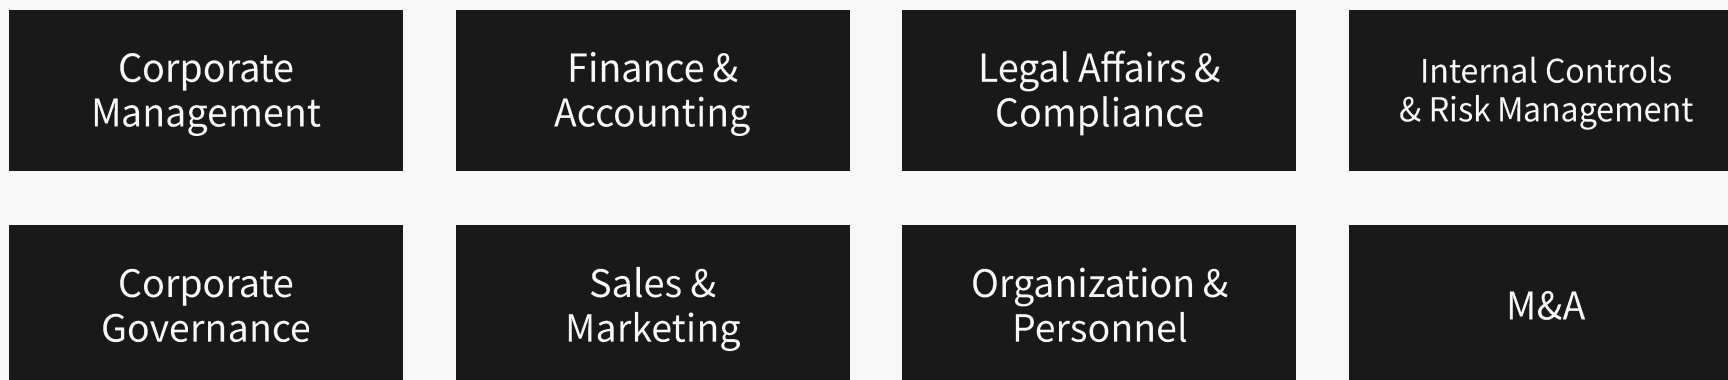 Corporate
Management
Finance &
Accounting
Legal Affairs &
Compliance
Internal Controls
& Risk Management
Corporate
Governance
Sales &
Marketing
Organization &
Personnel
M&A